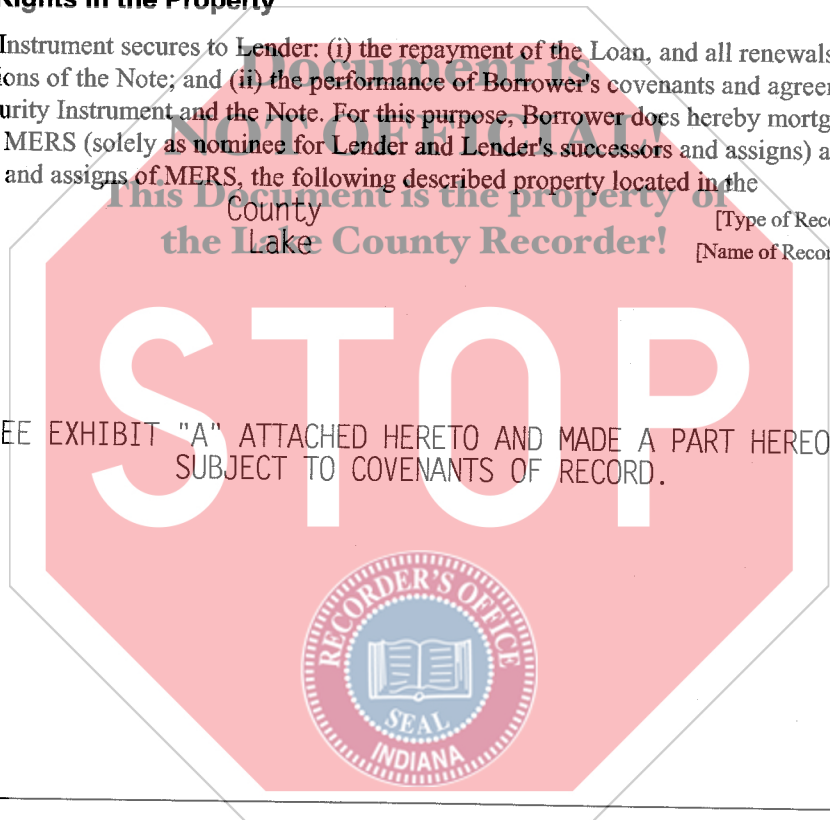 Rights in the Property
Instrument secures to Lender: (i) the repayment of the Loan, and all renewals
ions of the Note; and (ii) the performance of Borrower's covenants and agreer
urity Instrument and the Note. For this purpose, Borrower does hereby mortg
MERS (solely as nominee for Lender and Lender's successors and assigns) a
and assigns of MERS, the following described property located in the
County
[Type of Reco
Lake
[Name of Recor
Document is
NOT OFFICIAL!
This Document is the property of
the Lake County Recorder!
STOP
EE EXHIBIT "A" ATTACHED HERETO AND MADE A PART HEREO
SUBJECT TO COVENANTS OF RECORD.
RECORDER'S OFFICE
SEAL
INDIANA